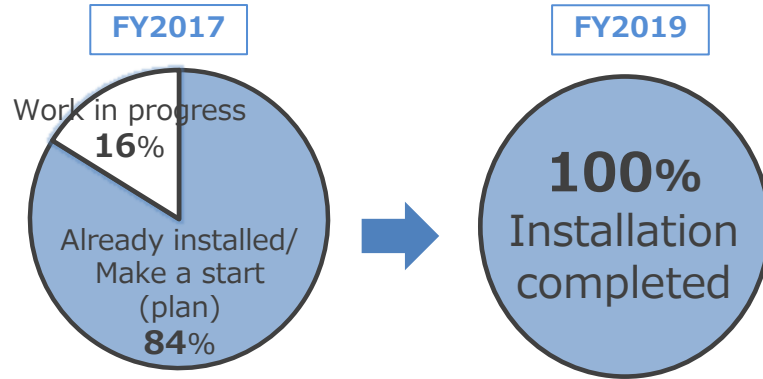 FY2017
Work in progress
16%
Already installed/
Make a start
(plan)
84%
FY2019
100%
Installation
completed